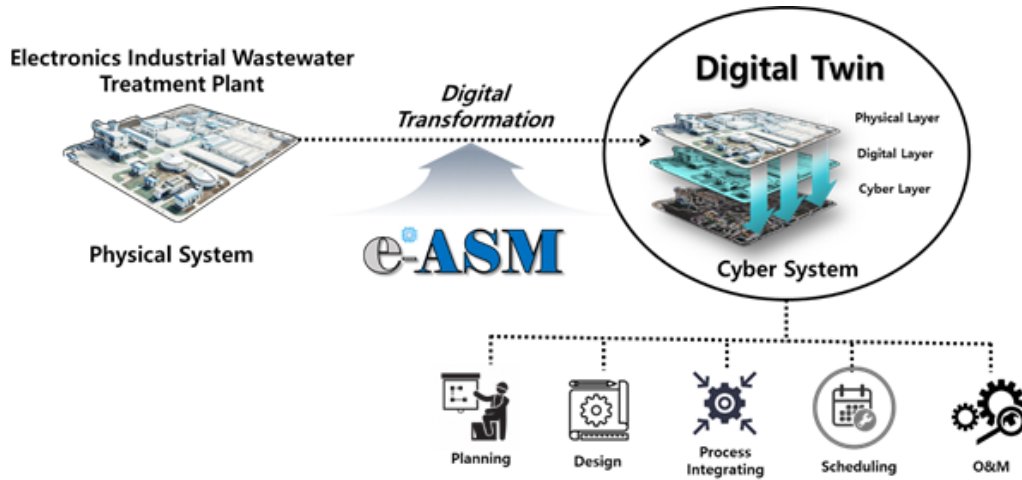 Electronics Industrial Wastewater
Treatment Plant
Physical System
Digital
Transformation
e-ASM
Digital Twin
Physical Layer
Digital Layer
Cyber Layer
Cyber System
Planning
Design
Process
Integrating
Scheduling
O&M